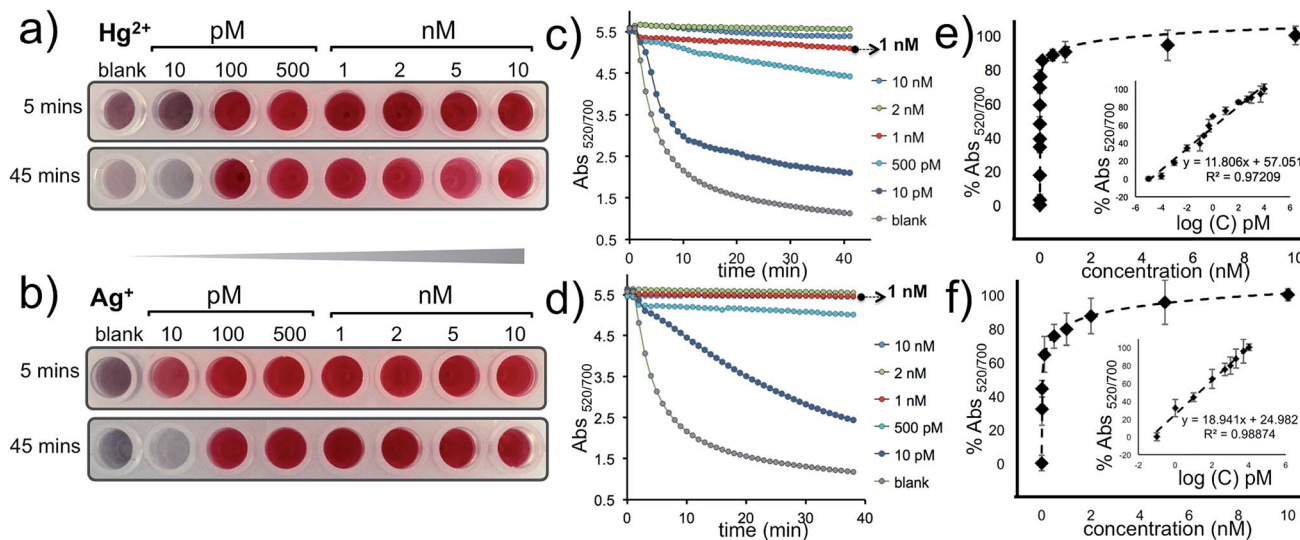 a)
Hg2+
pM
nM
blank
10
100
500
1
2
5
10
5 mins
45 mins
b)
Ag+
pM
nM
blank
10
100
500
1
2
5
10
5 mins
45 mins
c)
Abs 520/700
5.5
4.5
3.5
2.5
1.5
0.5
0
10
20
30
40
time (min)
1 nM
10 nM
2 nM
1 nM
500 pM
10 pM
blank
d)
Abs 520/700
5.5
4.5
3.5
2.5
1.5
0.5
0
10
20
30
40
time (min)
1 nM
10 nM
2 nM
1 nM
500 pM
10 pM
blank
e)
% Abs 520/700
100
80
60
40
20
0
0
2
4
6
8
10
concentration (nM)
% Abs 520/700
100
80
60
40
20
0
-20
-6
-4
-2
0
2
4
6
y = 11.806x + 57.051
R² = 0.97209
log (C) pM
f)
% Abs 520/700
100
80
60
40
20
0
0
2
4
6
8
10
concentration (nM)
% Abs 520/700
100
80
60
40
20
0
-20
-2
0
2
4
6
y = 18.941x + 24.982
R² = 0.98874
log (C) pM